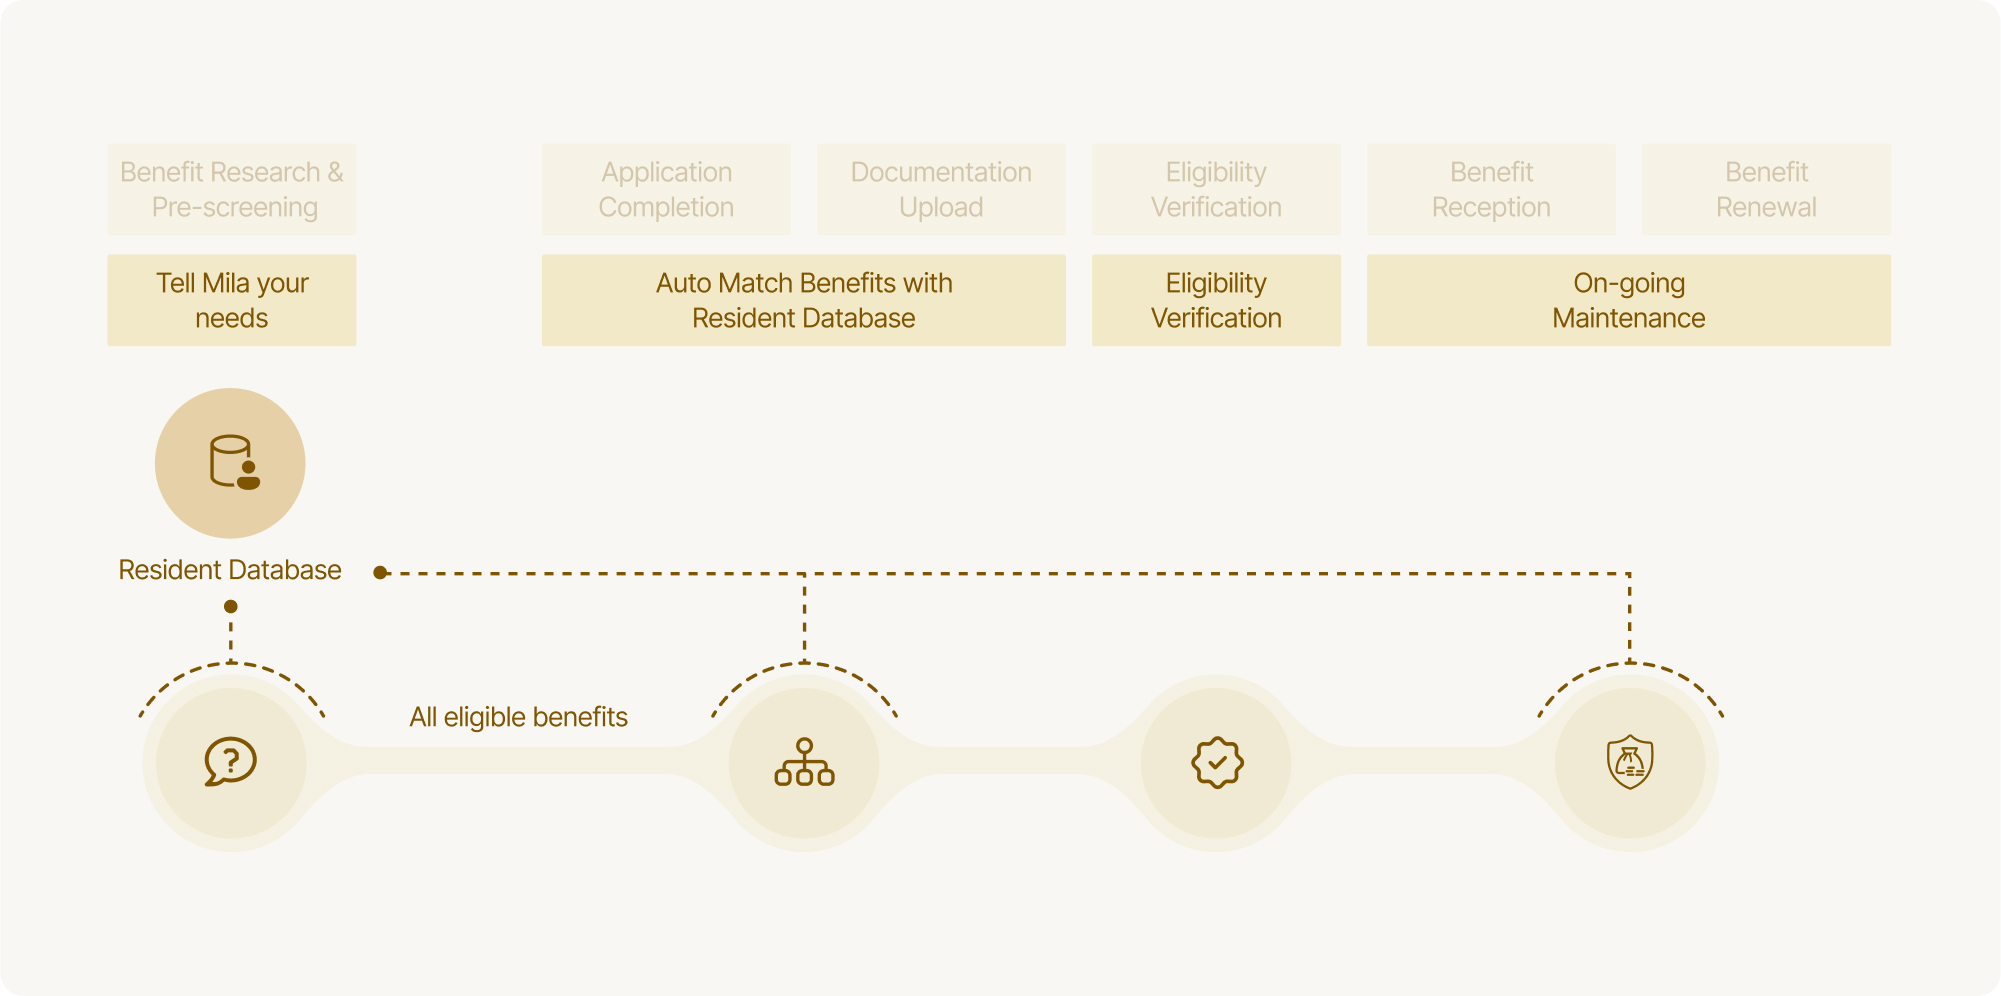 Benefit Research &
Pre-screening
Application
Completion
Documentation
Upload
Eligibility
Verification
Benefit
Reception
Benefit
Renewal
Tell Mila your
needs
Auto Match Benefits with
Resident Database
Eligibility
Verification
On-going
Maintenance
Resident Database
All eligible benefits